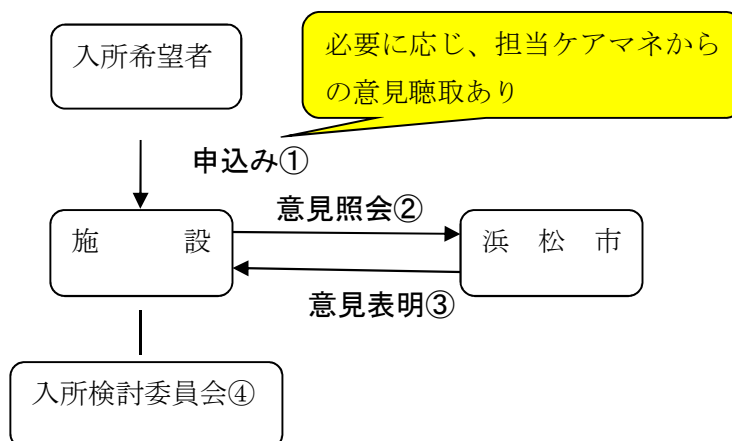 入所希望者
必要に応じ、担当ケアマネから
の意見聴取あり
申込み①
意見照会②
施　　設
浜　松　市
意見表明③
入所検討委員会④